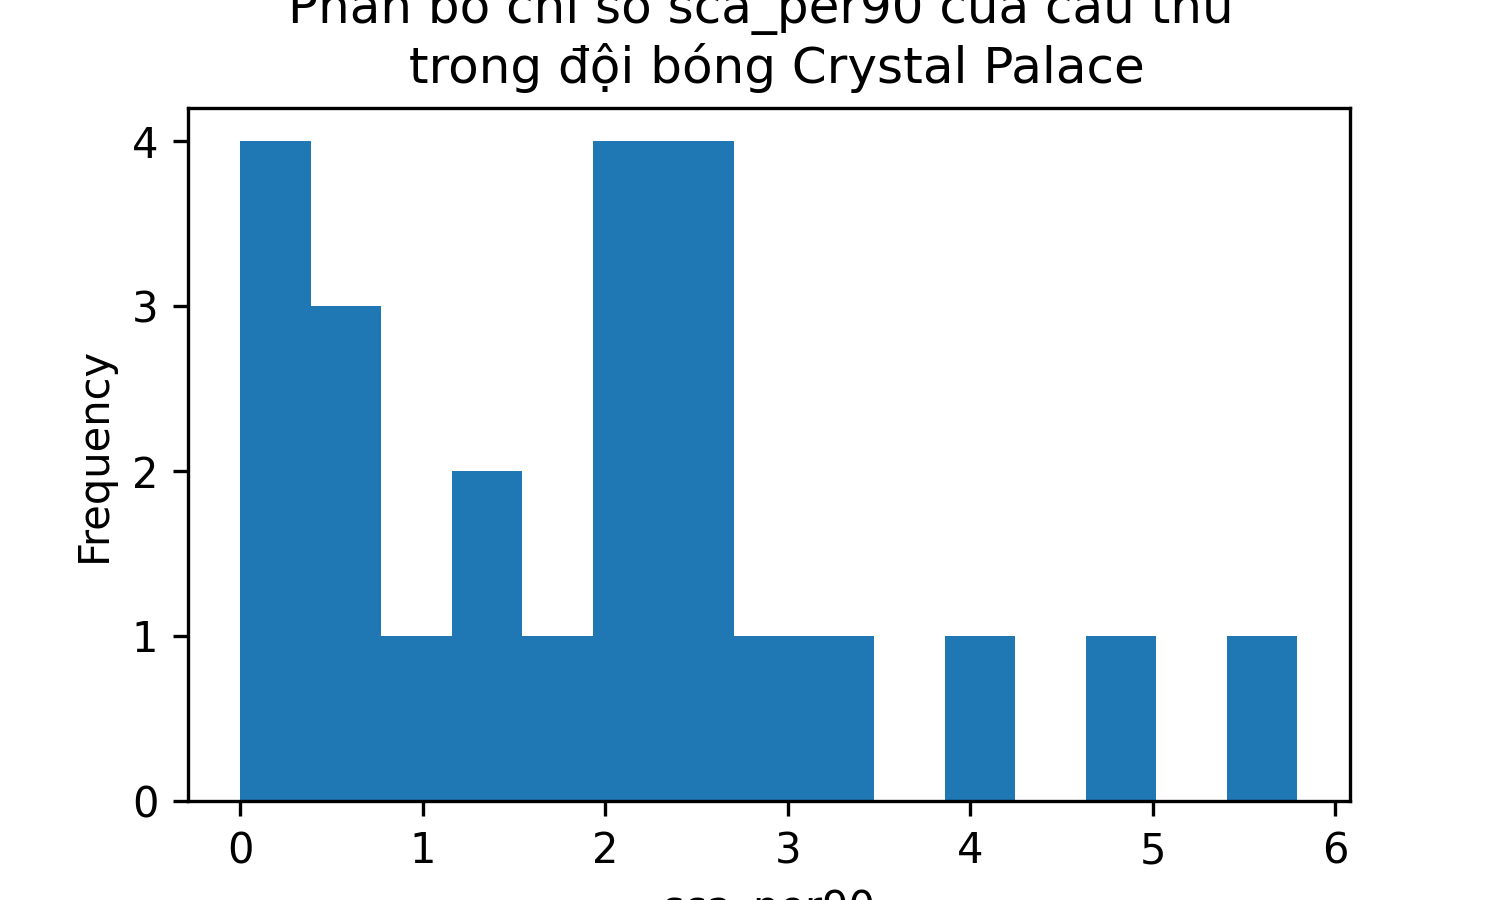 Phân bố chỉ số sca_per90 của cầu thủ
trong đội bóng Crystal Palace
4
3
2
1
0
Frequency
0 1 2 3 4 5 6
sca_per90